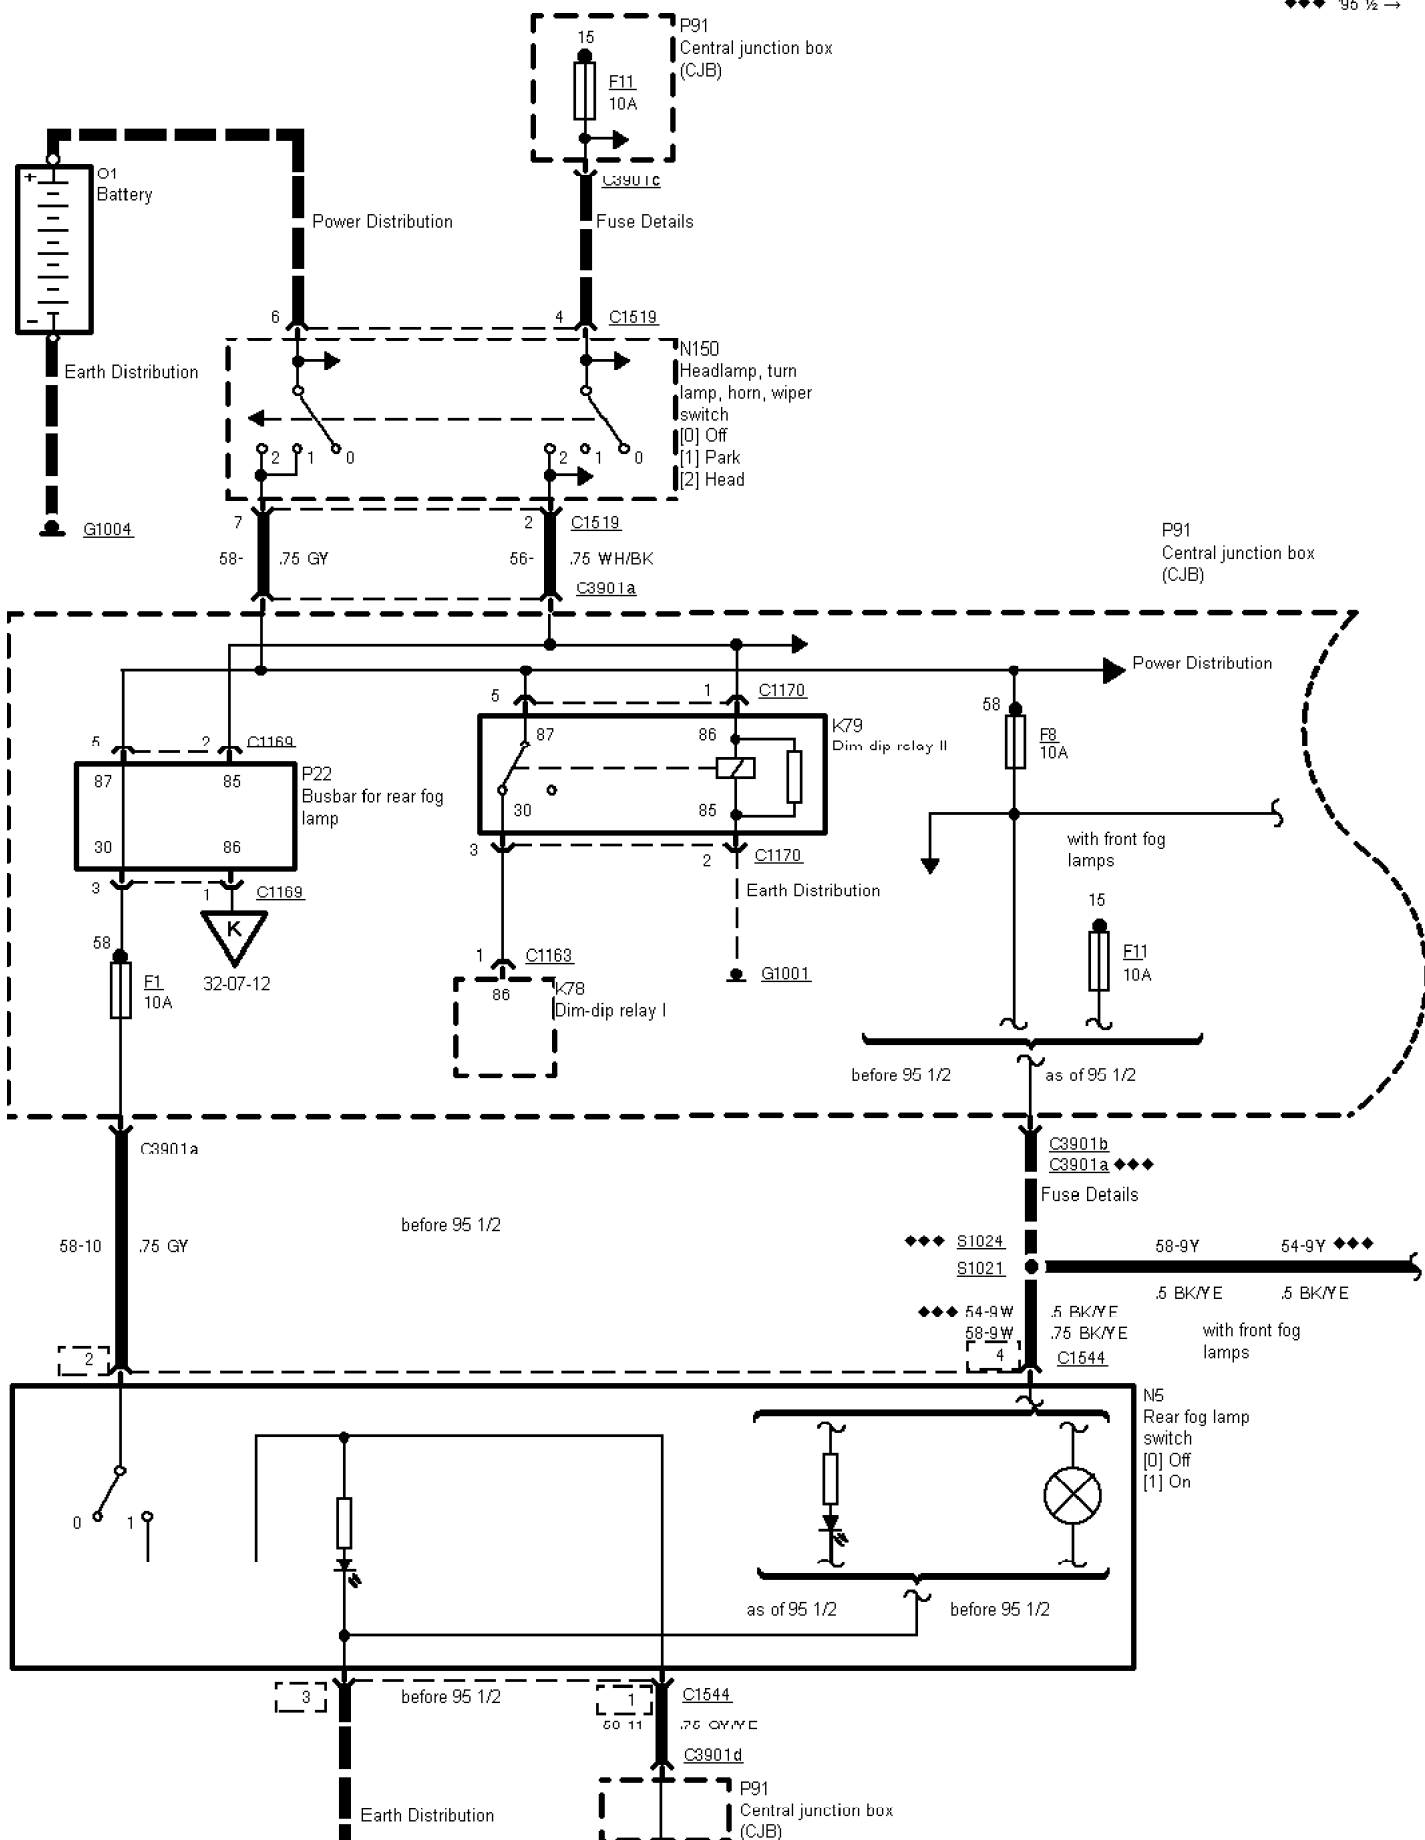 ◆◆◆ '95 ½ →
P91
Central junction box
(CJB)
15
F11
10A
C3901c
O1
Battery
+
−
Power Distribution
Fuse Details
6
4
C1519
Earth Distribution
N150
Headlamp, turn
lamp, horn, wiper
switch
[0] Off
[1] Park
[2] Head
2
1
0
2
1
0
G1004
7
2
C1519
58-
.75 GY
56-
.75 WH/BK
C3901a
P91
Central junction box
(CJB)
Power Distribution
5
1
C1170
58
F8
10A
5
2
C1169
87
86
K79
Dim dip relay II
87
85
P22
Busbar for rear fog
lamp
30
85
30
86
3
2
C1170
with front fog
lamps
3
1
C1169
Earth Distribution
15
K
58
F1
10A
32-07-12
1
C1163
G1001
F11
10A
86
K78
Dim-dip relay I
before 95 1/2
as of 95 1/2
C3901a
C3901b
C3901a ◆◆◆
Fuse Details
before 95 1/2
58-10
.75 GY
◆◆◆ S1024
S1021
58-9Y
54-9Y ◆◆◆
.5 BK/YE
.5 BK/YE
◆◆◆ 54-9W
.5 BK/YE
58-9W
.75 BK/YE
with front fog
lamps
2
4
C1544
N5
Rear fog lamp
switch
[0] Off
[1] On
0
1
as of 95 1/2
before 95 1/2
3
before 95 1/2
1
C1544
.75 GY/YE
C3901d
P91
Central junction box
(CJB)
Earth Distribution